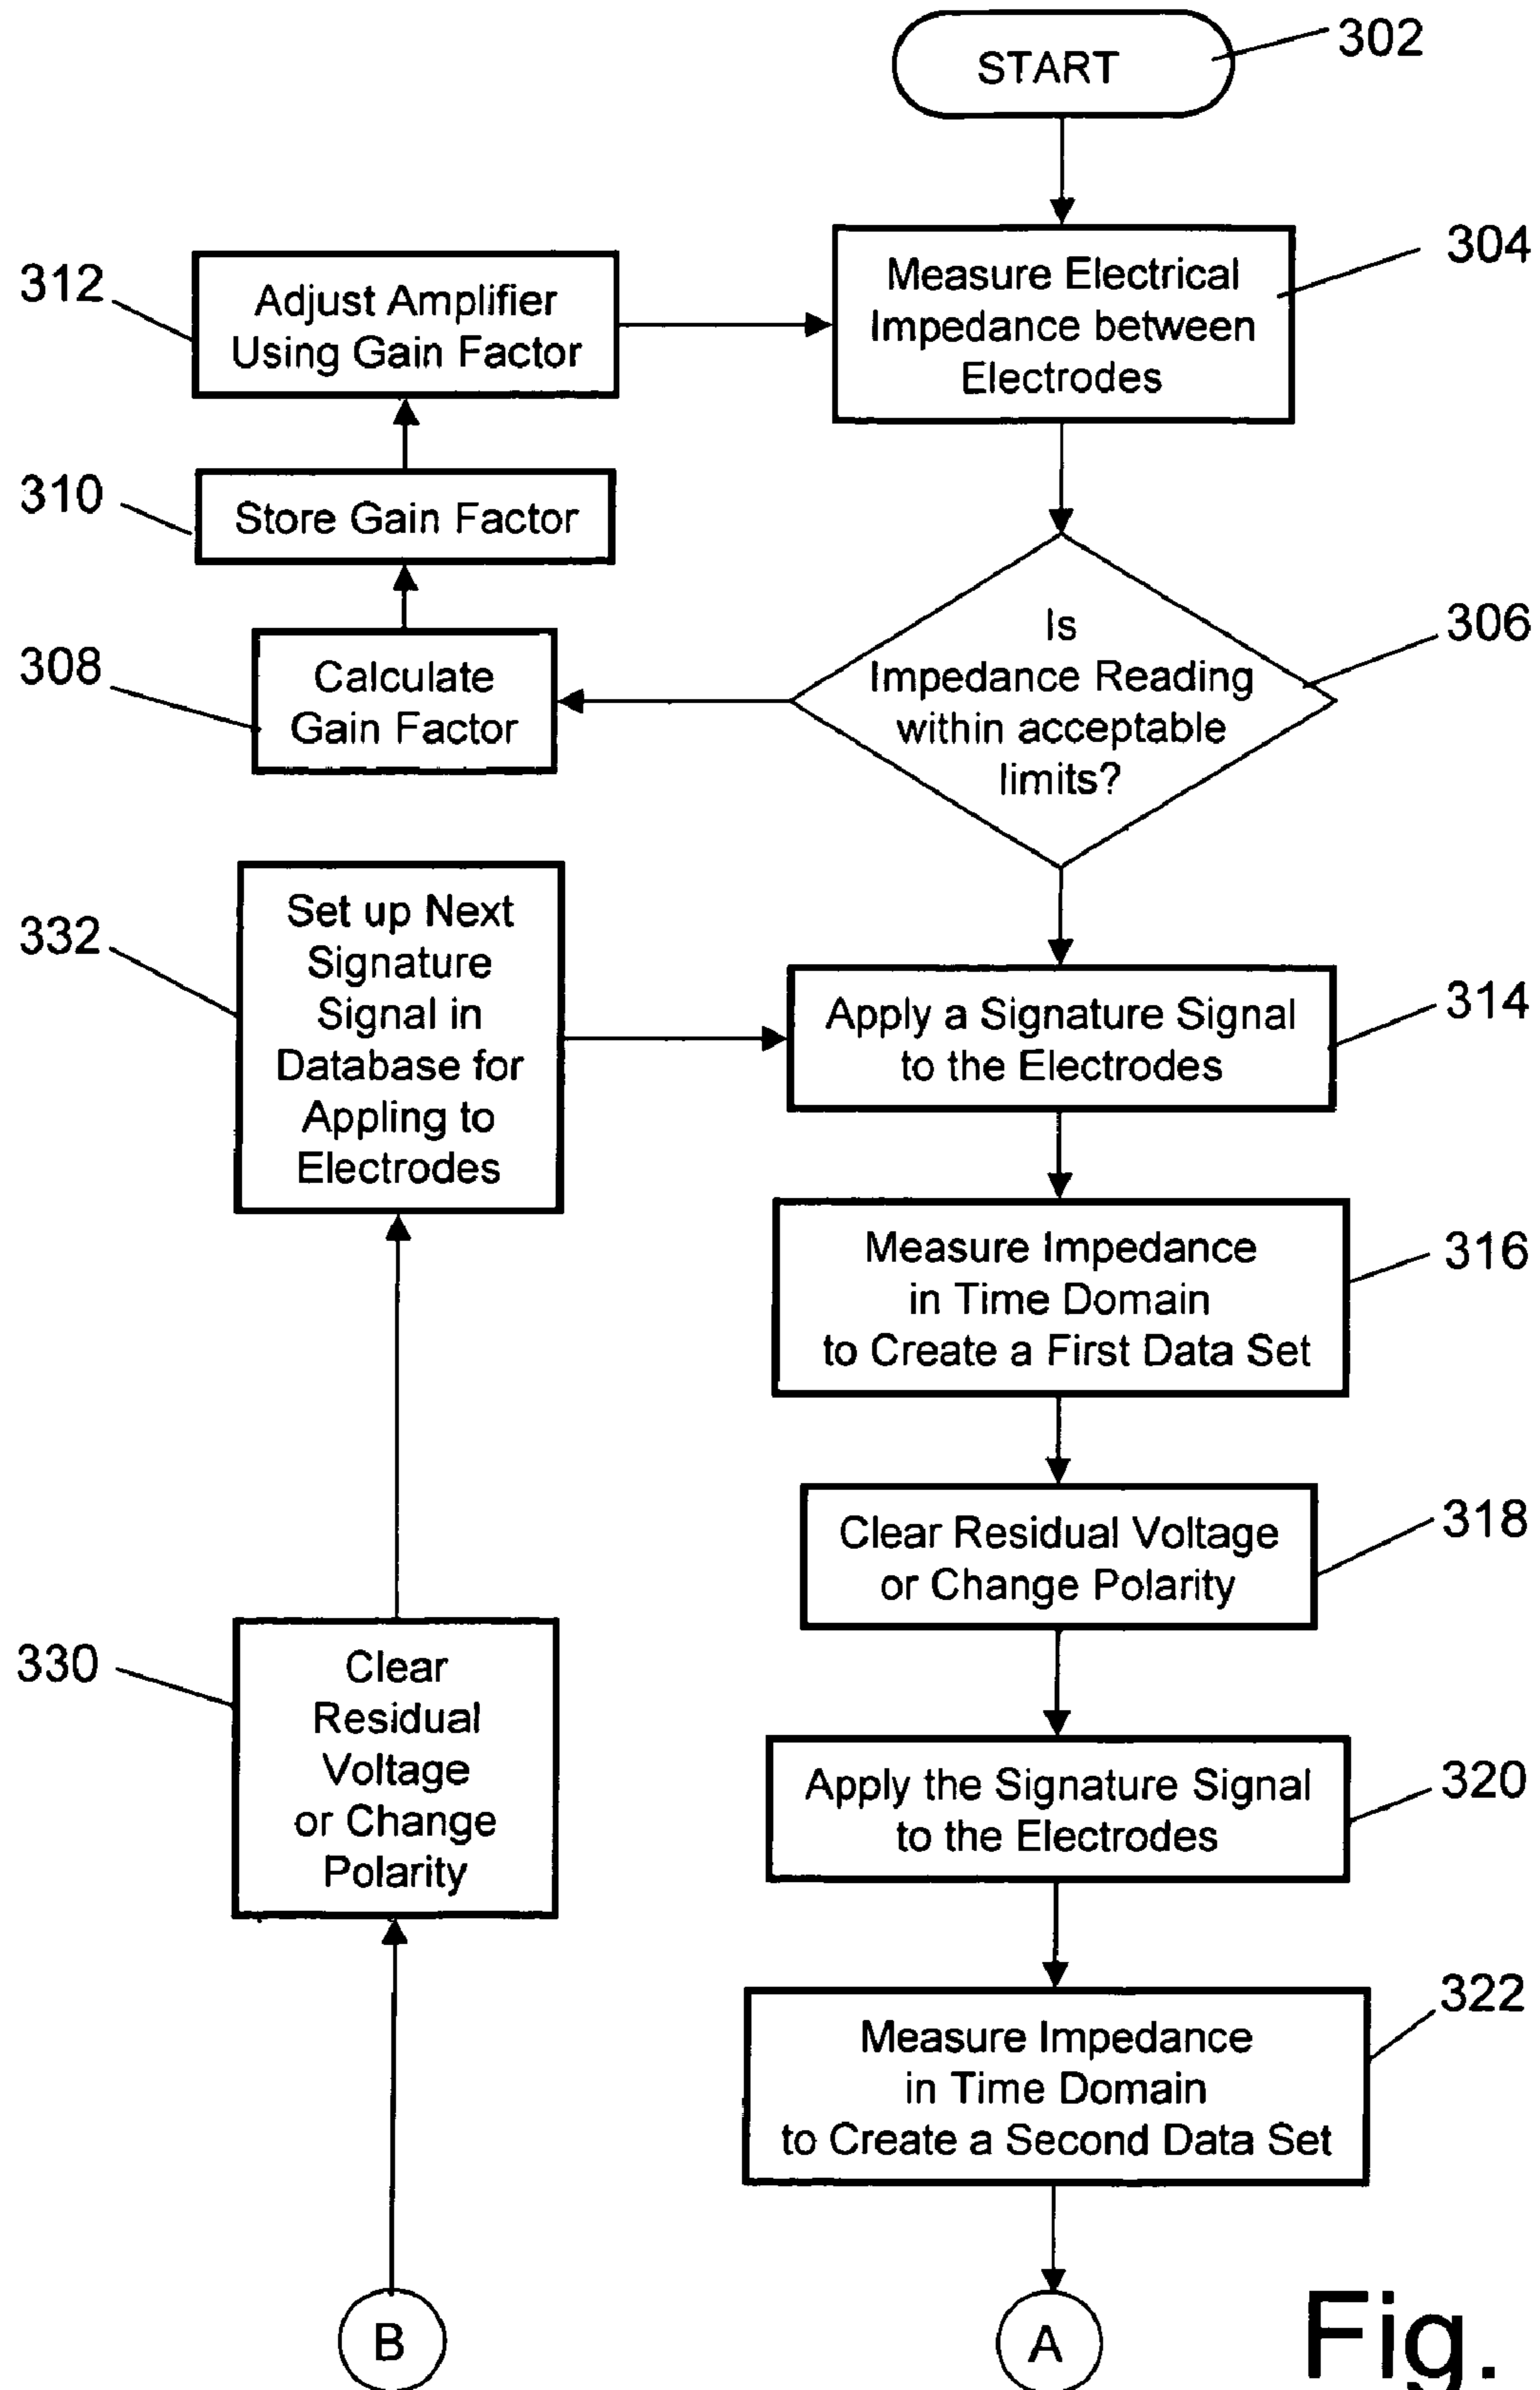 START
302
Measure Electrical
Impedance between
Electrodes
304
312
Adjust Amplifier
Using Gain Factor
310
Store Gain Factor
308
Calculate
Gain Factor
Is
Impedance Reading
within acceptable
limits?
306
332
Set up Next
Signature
Signal in
Database for
Appling to
Electrodes
Apply a Signature Signal
to the Electrodes
314
Measure Impedance
in Time Domain
to Create a First Data Set
316
Clear Residual Voltage
or Change Polarity
318
330
Clear
Residual
Voltage
or Change
Polarity
Apply the Signature Signal
to the Electrodes
320
Measure Impedance
in Time Domain
to Create a Second Data Set
322
B
A
Fig.